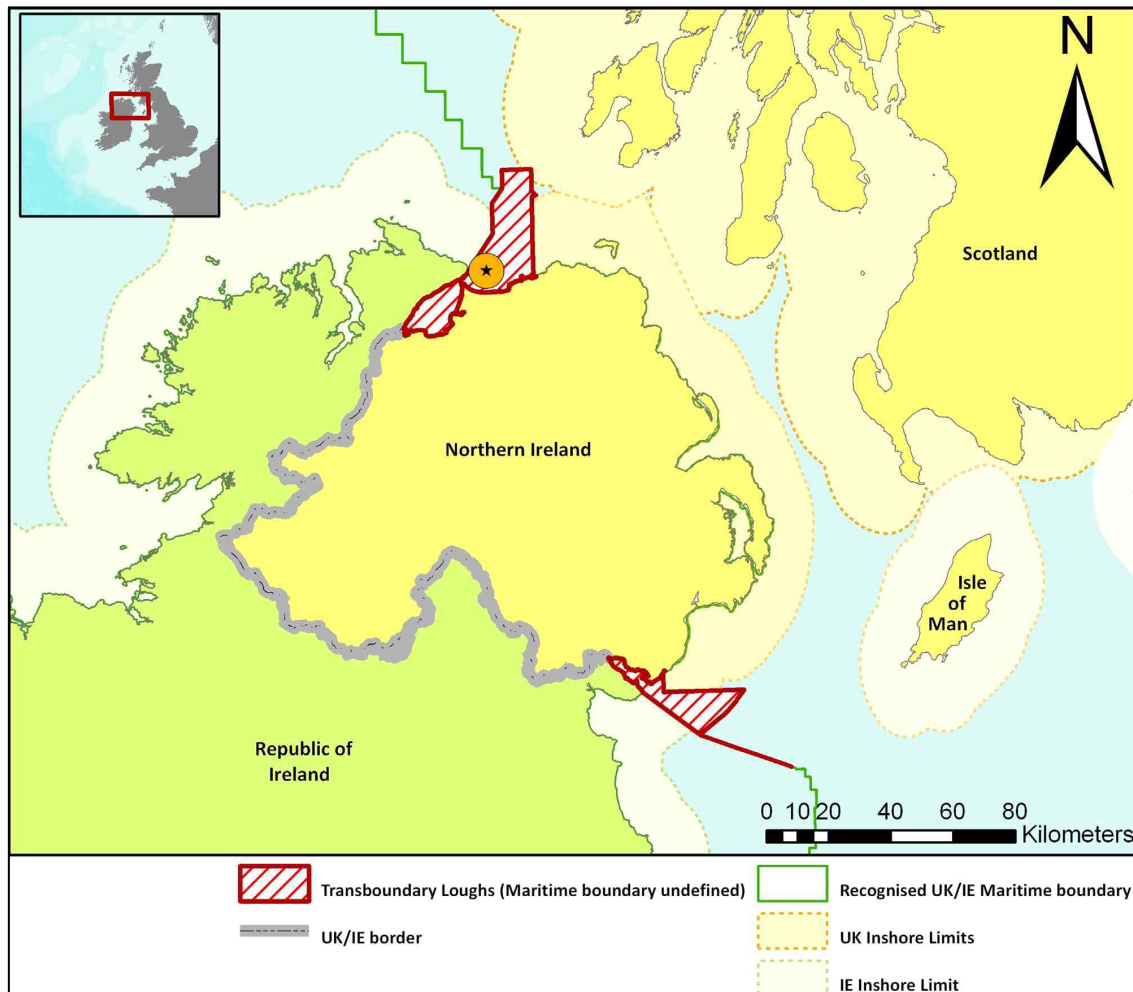 N
Scotland
Northern Ireland
Isle
of
Man
Republic of
Ireland
0 10 20 40 60 80
Kilometers
Transboundary Loughs (Maritime boundary undefined)
Recognised UK/IE Maritime boundary
UK/IE border
UK Inshore Limits
IE Inshore Limit